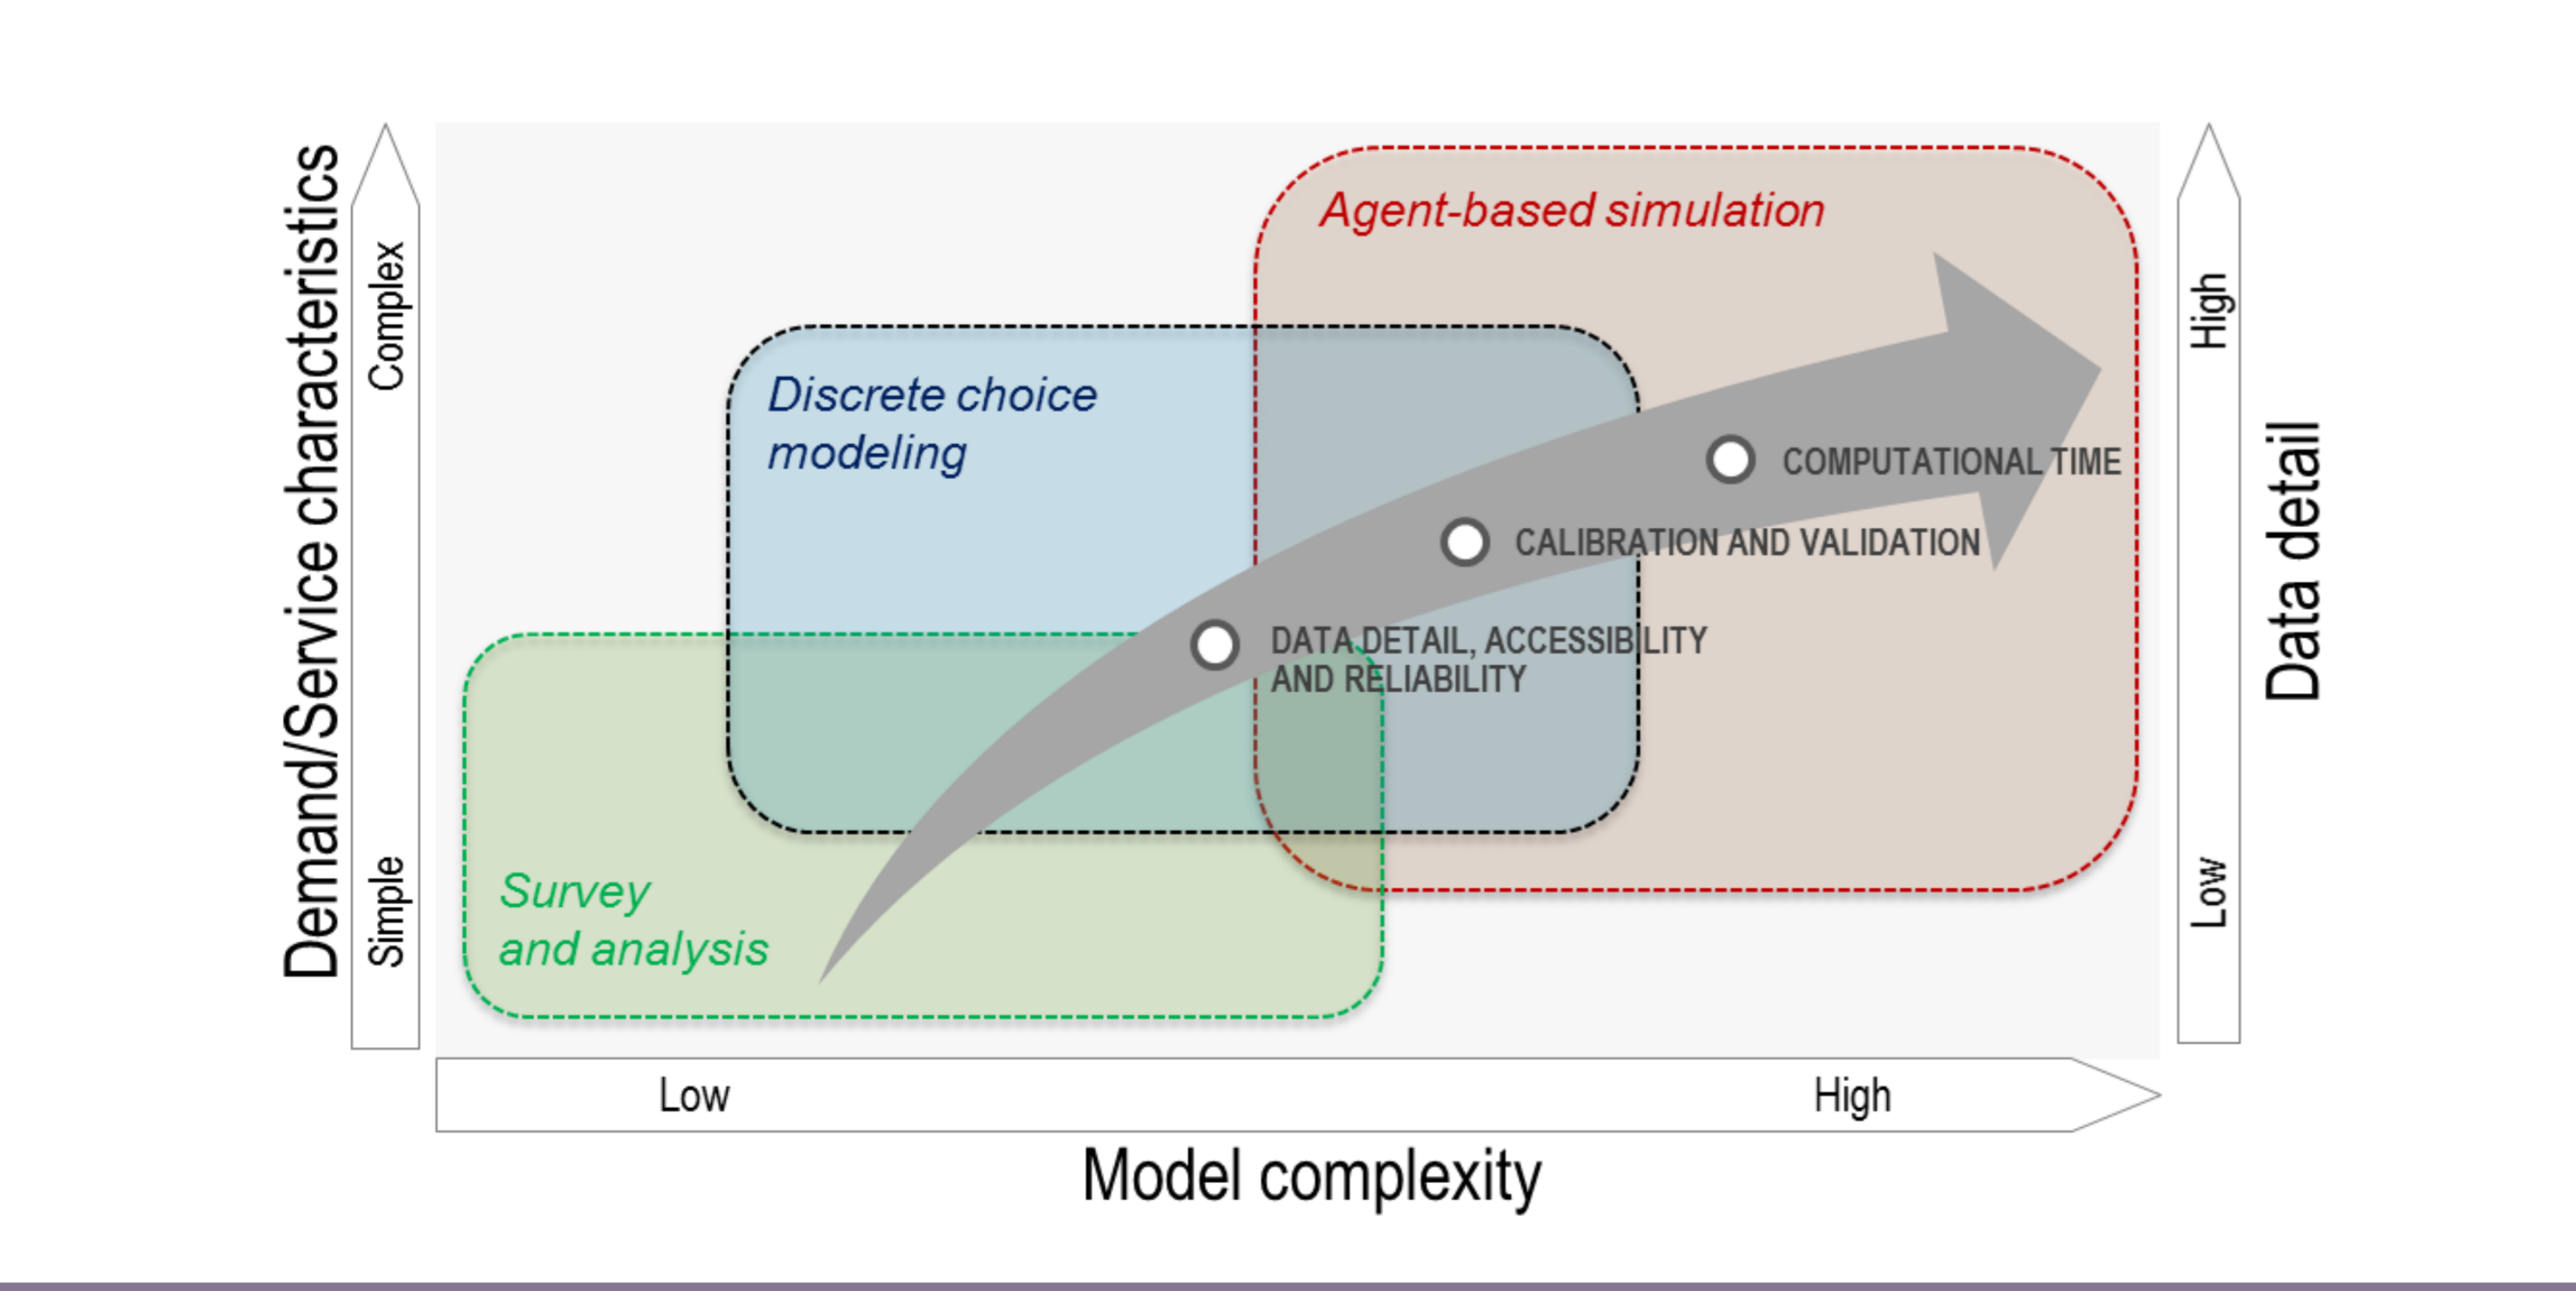 Demand/Service characteristics
Complex
Simple
Agent-based simulation
Discrete choice
modeling
COMPUTATIONAL TIME
CALIBRATION AND VALIDATION
DATA DETAIL, ACCESSIBILITY
AND RELIABILITY
Survey
and analysis
High
Low
Data detail
Low
High
Model complexity